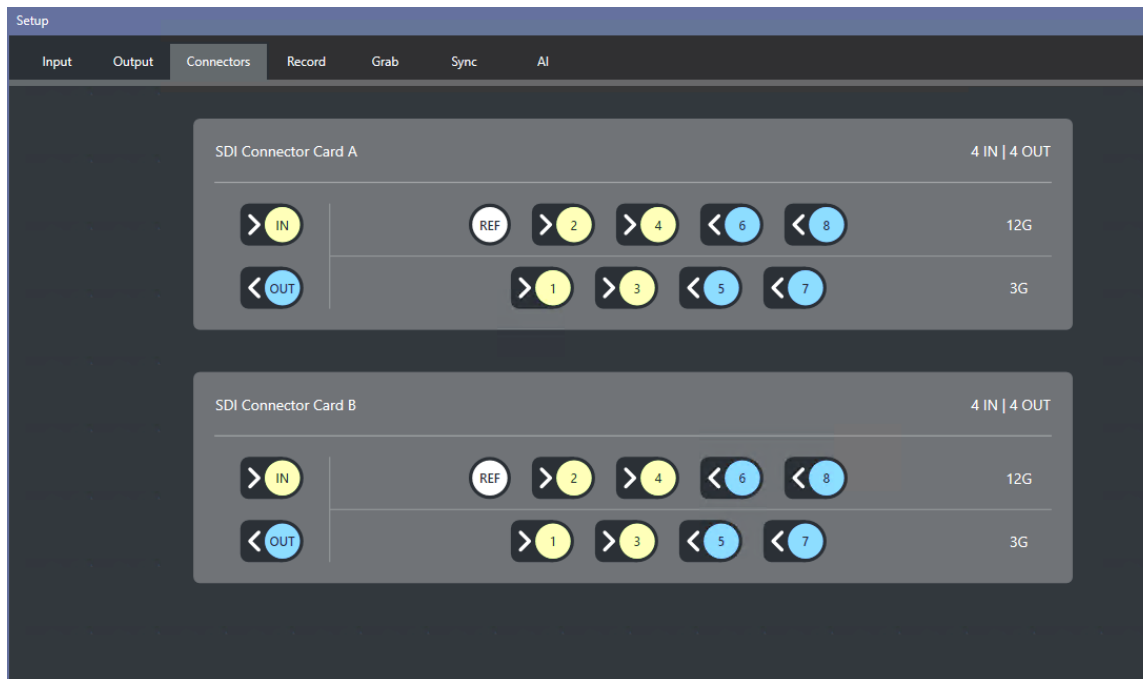 Setup
Input Output Connectors Record Grab Sync AI
SDI Connector Card A 4 IN | 4 OUT
IN REF 2 4 6 8 12G
OUT 1 3 5 7 3G
SDI Connector Card B 4 IN | 4 OUT
IN REF 2 4 6 8 12G
OUT 1 3 5 7 3G